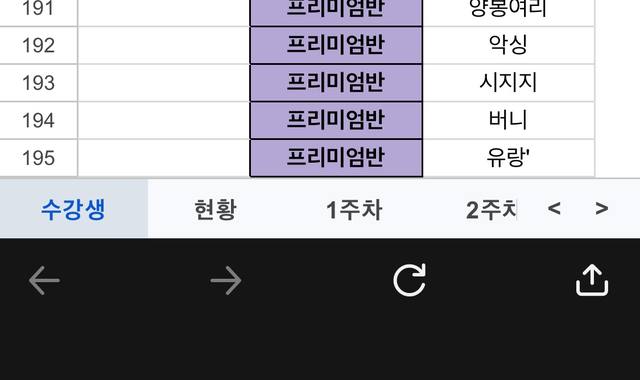 191 프리미엄반 양봉여리
192 프리미엄반 악싱
193 프리미엄반 시지지
194 프리미엄반 버니
195 프리미엄반 유랑'
수강생 현황 1주차 2주차 < >